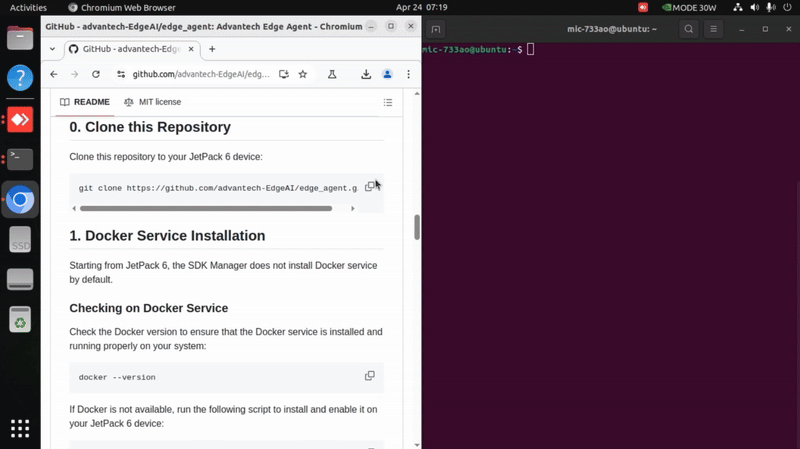 Activities
Chromium Web Browser
Apr 24 07:19
MODE 30W
GitHub - advantech-EdgeAI/edge_agent: Advantech Edge Agent - Chromium
GitHub - advantech-Edge
github.com/advantech-EdgeAI/edg...
README
MIT license
0. Clone this Repository
Clone this repository to your JetPack 6 device:
git clone https://github.com/advantech-EdgeAI/edge_agent.g
1. Docker Service Installation
Starting from JetPack 6, the SDK Manager does not install Docker service
by default.
Checking on Docker Service
Check the Docker version to ensure that the Docker service is installed and
running properly on your system:
docker --version
If Docker is not available, run the following script to install and enable it on
your JetPack 6 device:
SSD
mic-733ao@ubuntu: ~
mic-733ao@ubuntu:~$